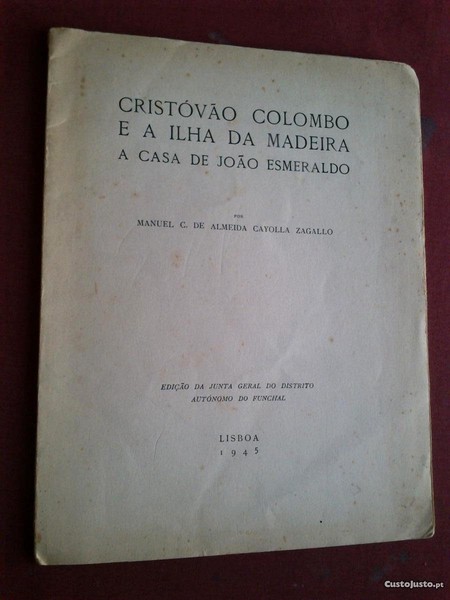 CRISTÓVÃO COLOMBO
E A ILHA DA MADEIRA
A CASA DE JOÃO ESMERALDO
POR
MANUEL C. DE ALMEIDA CAYOLLA ZAGALLO
EDIÇÃO DA JUNTA GERAL DO DISTRITO
AUTÓNOMO DO FUNCHAL
LISBOA
1945
CustoJusto.pt